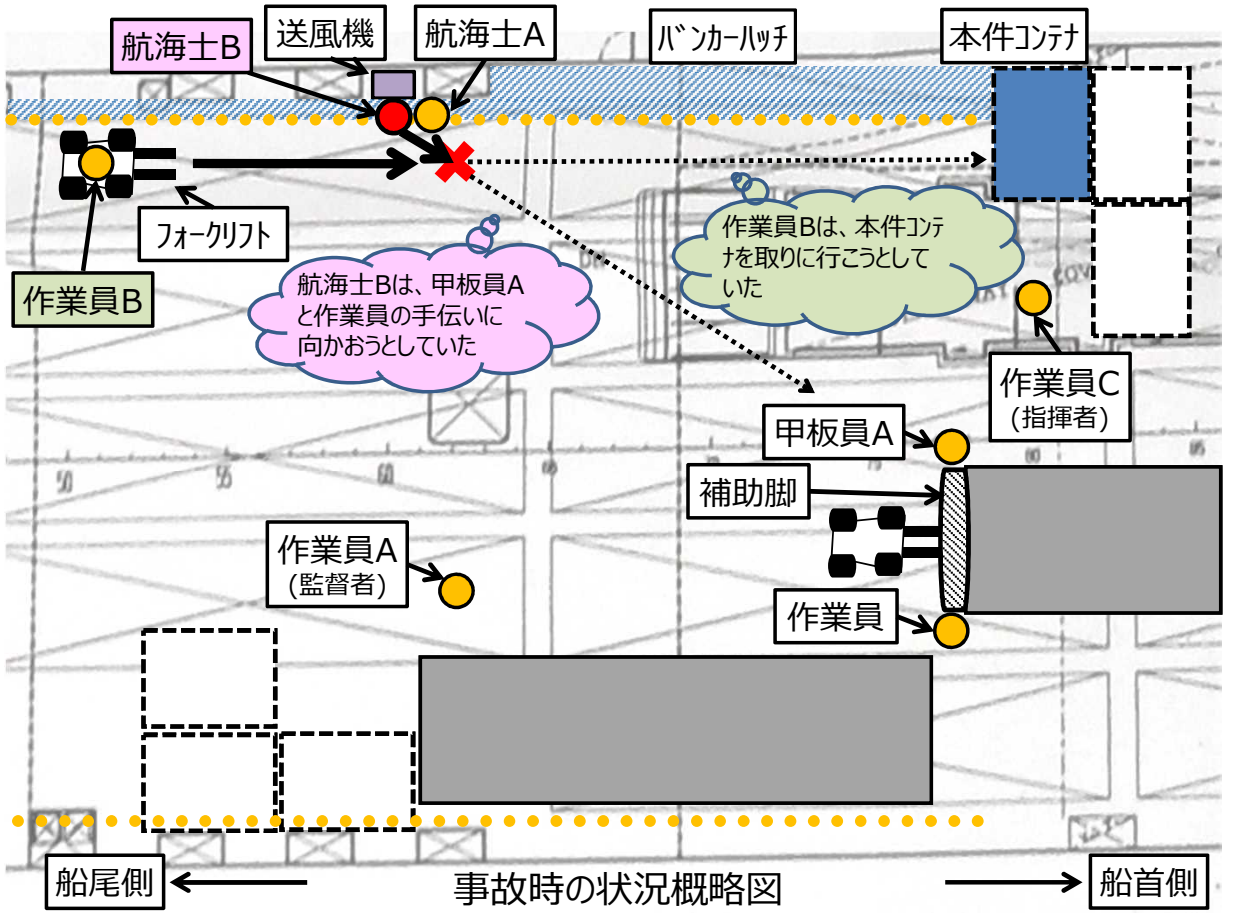 航海士B
送風機
航海士A
バンカーハッチ
本件コンテナ
フォークリフト
作業員B
航海士Bは、甲板員A
と作業員の手伝いに
向かおうとしていた
作業員Bは、本件コンテ
ナを取りに行こうとして
いた
作業員C
(指揮者)
甲板員A
補助脚
作業員A
(監督者)
作業員
50
55
60
80
85
船尾側
事故時の状況概略図
船首側